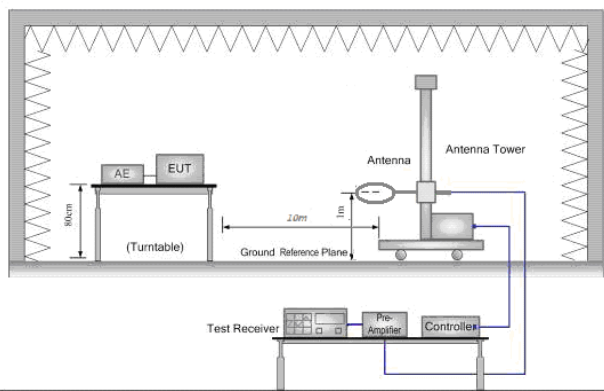 Antenna Tower
Antenna
AE
EUT
80cm
(Turntable)
10m
1m
Ground Reference Plane
Test Receiver
Pre-
Amplifier
Controller